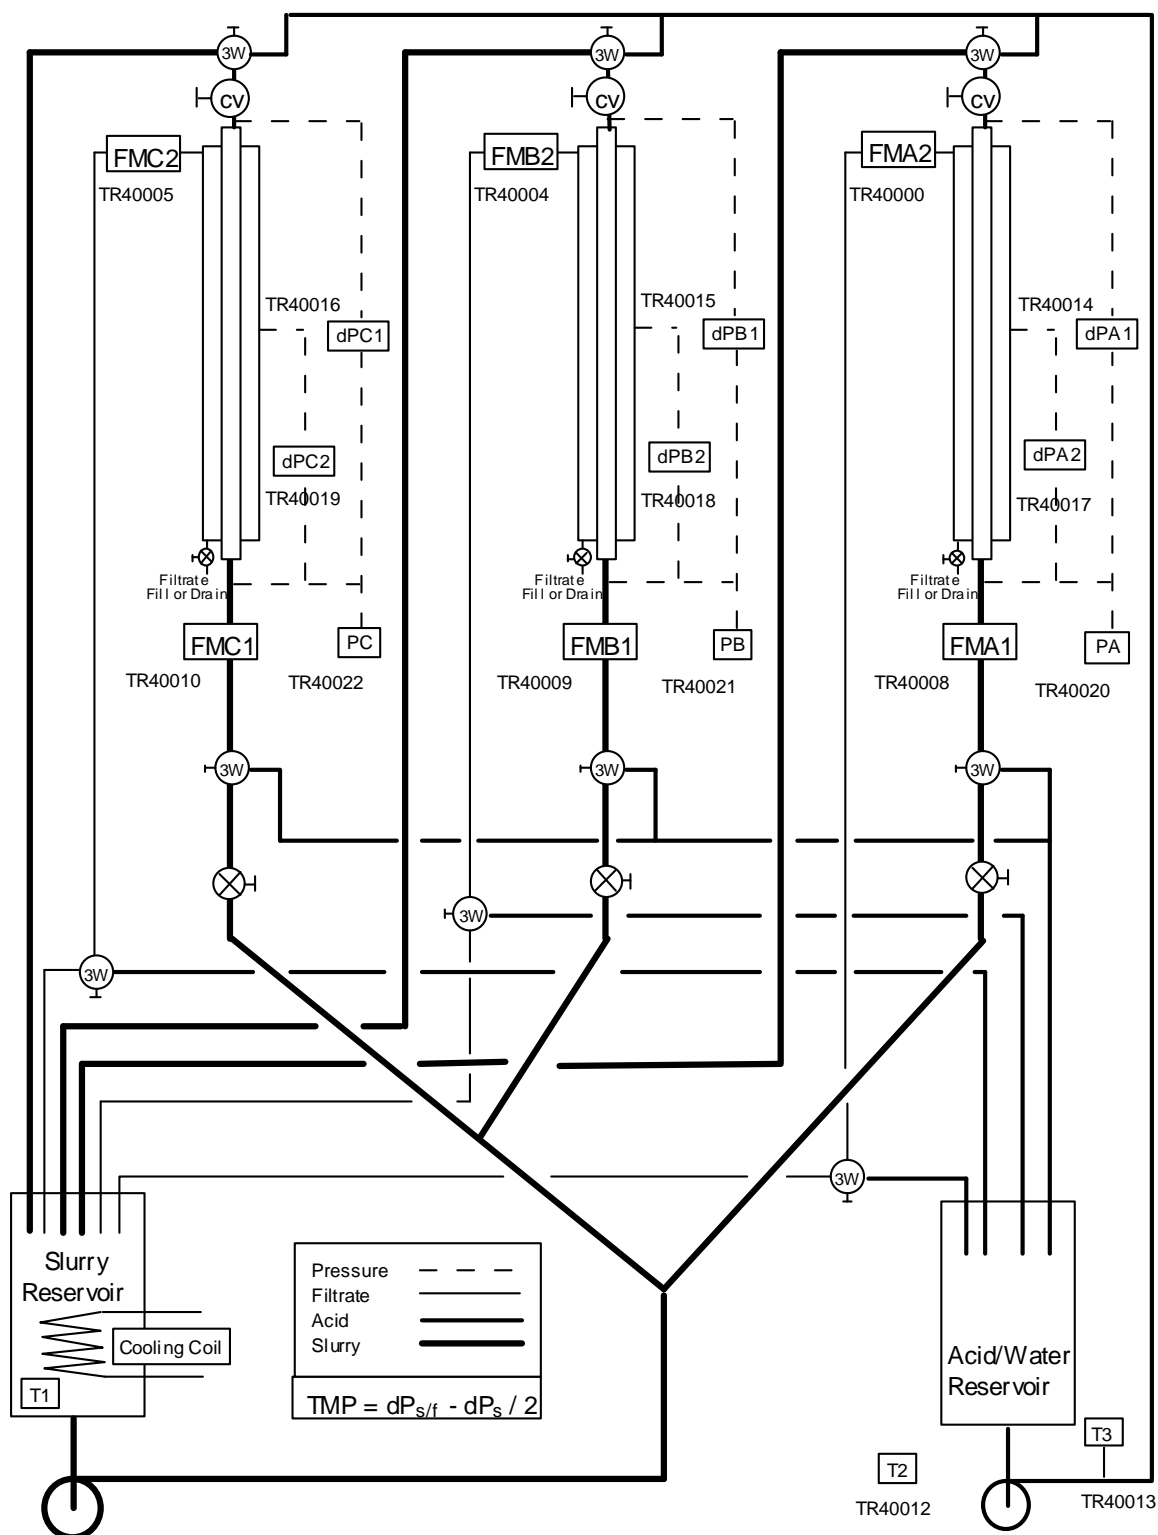 3W 3W 3W
CV CV CV
FMC2 FMB2 FMA2
TR40005 TR40004 TR40000
TR40016 TR40015 TR40014
dPC1 dPB1 dPA1
dPC2 dPB2 dPA2
TR40019 TR40018 TR40017
Filtrate Filtrate Filtrate
Fill or Drain Fill or Drain Fill or Drain
FMC1 PC FMB1 PB FMA1 PA
TR40010 TR40022 TR40009 TR40021 TR40008 TR40020
3W 3W 3W
3W
3W
3W
Slurry
Reservoir
Cooling Coil
T1
Pressure
Filtrate
Acid
Slurry
TMP = dPs/f - dPs / 2
Acid/Water
Reservoir
T3
T2
TR40012
TR40013